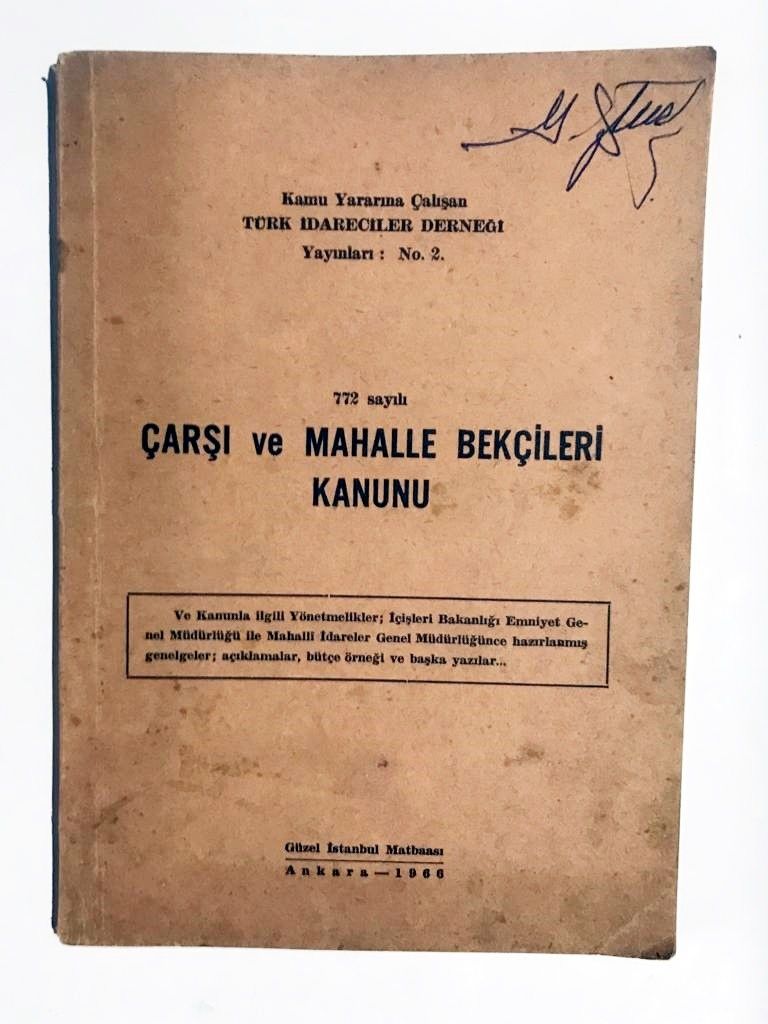 Kamu Yararına Çalışan
TÜRK İDARECİLER DERNEĞİ
Yayınları : No. 2.
772 sayılı
ÇARŞI ve MAHALLE BEKÇİLERİ
KANUNU
Ve Kanunla ilgili Yönetmelikler; İçişleri Bakanlığı Emniyet Ge-
nel Müdürlüğü ile Mahalli İdareler Genel Müdürlüğünce hazırlanmış
genelgeler; açıklamalar, bütçe örneği ve başka yazılar...
Güzel İstanbul Matbaası
Ankara — 1966